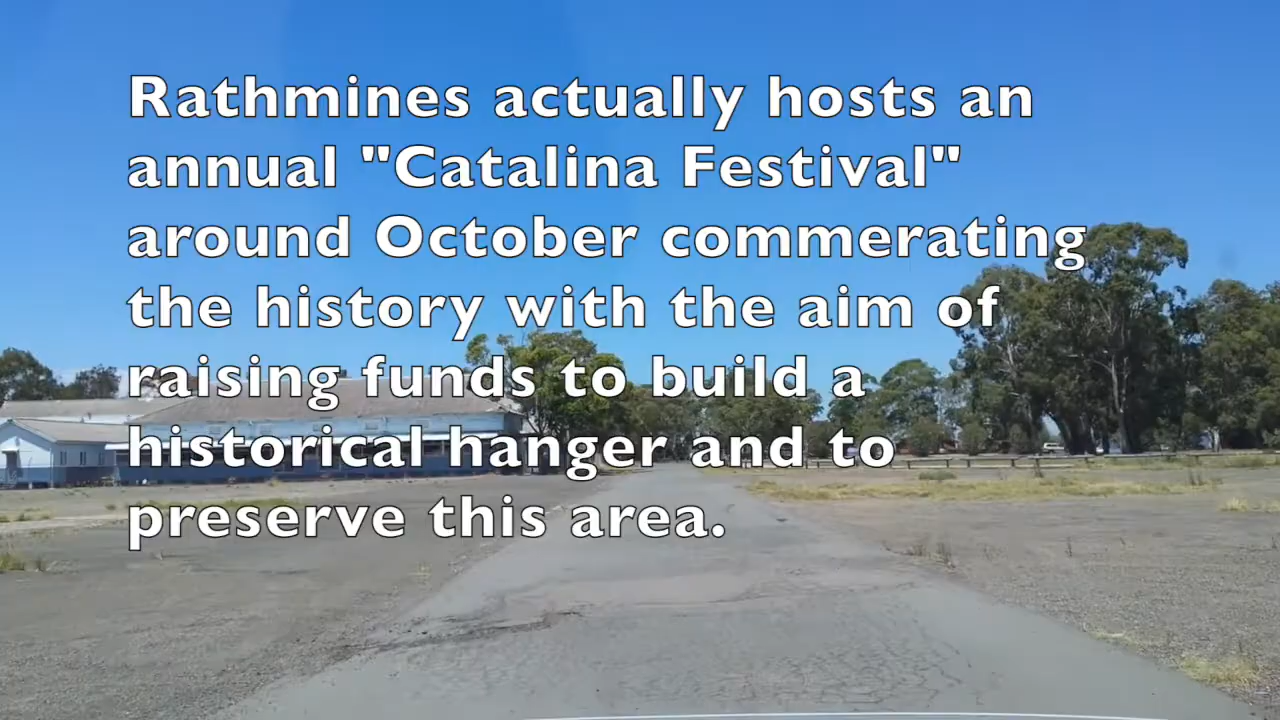 Rathmines actually hosts an
annual "Catalina Festival"
around October commerating
the history with the aim of
raising funds to build a
historical hanger and to
preserve this area.